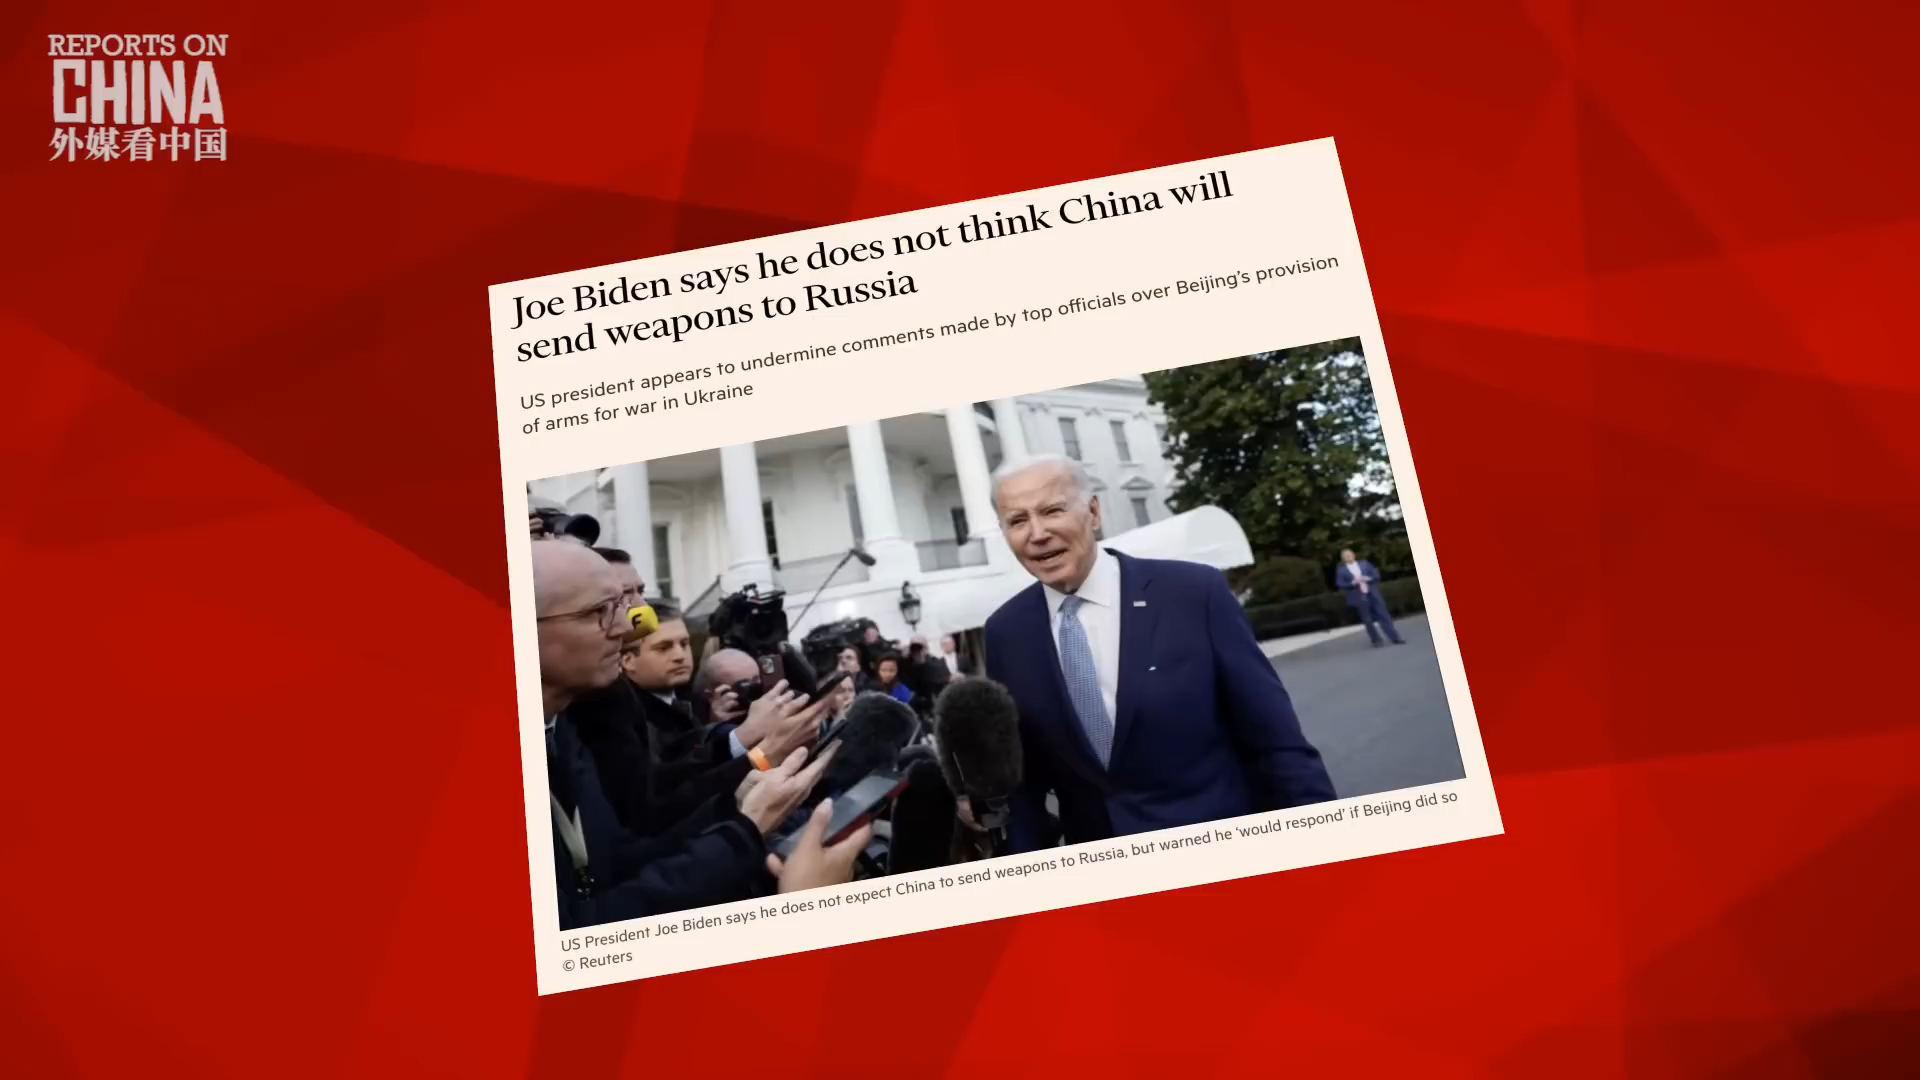 REPORTS ON
CHINA
外媒看中国
Joe Biden says he does not think China will
send weapons to Russia
US president appears to undermine comments made by top officials over Beijing’s provision
of arms for war in Ukraine
US President Joe Biden says he does not expect China to send weapons to Russia, but warned he ‘would respond’ if Beijing did so
© Reuters